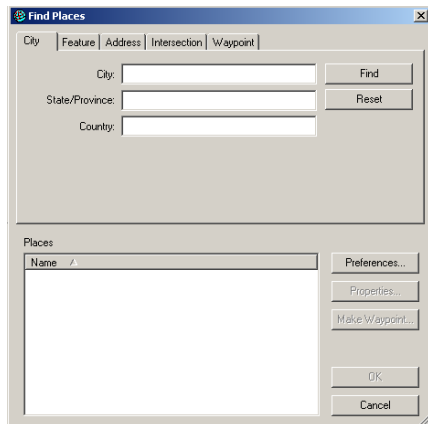 Find Places
City Feature Address Intersection Waypoint
City: Find
State/Province: Reset
Country:
Places
Name Preferences...
Properties...
Make Waypoint...
OK
Cancel